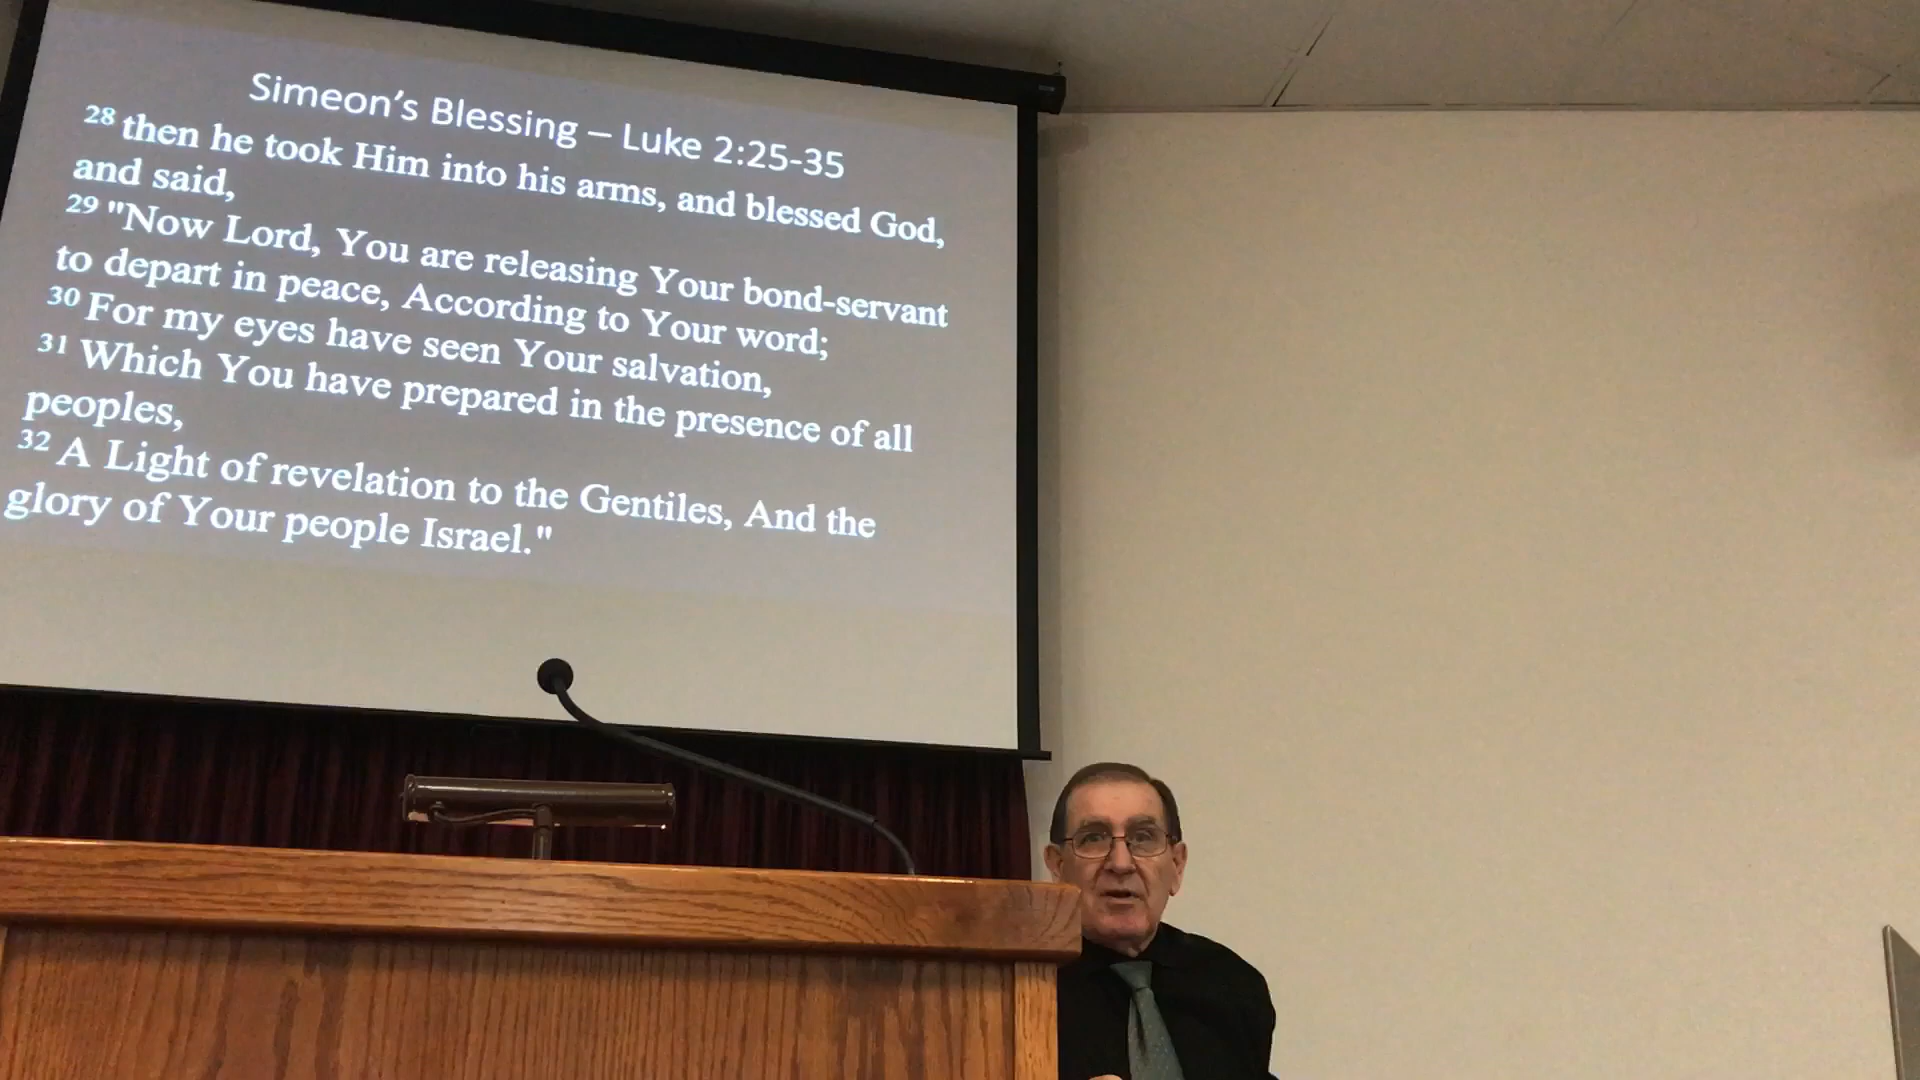 Simeon's Blessing – Luke 2:25-35
28 then he took Him into his arms, and blessed God,
and said,
29 "Now Lord, You are releasing Your bond-servant
to depart in peace, According to Your word;
30 For my eyes have seen Your salvation,
31 Which You have prepared in the presence of all
peoples,
32 A Light of revelation to the Gentiles, And the
glory of Your people Israel."